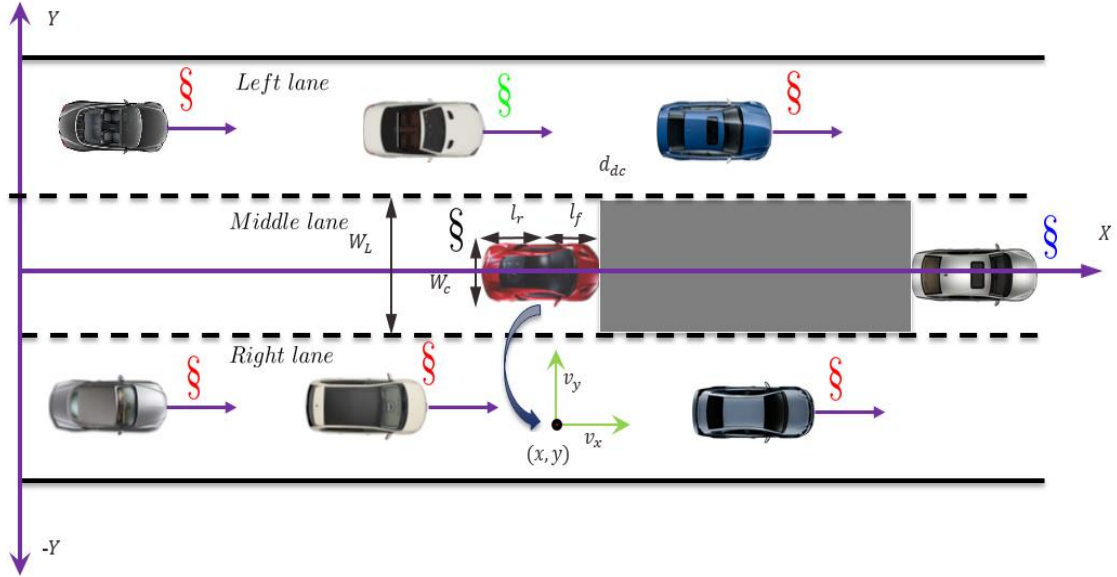 Y
§ Left lane § §
d_dc
Middle lane § l_r l_f §
W_L X
W_c
Right lane
§ § §
v_y
v_x
(x, y)
-Y